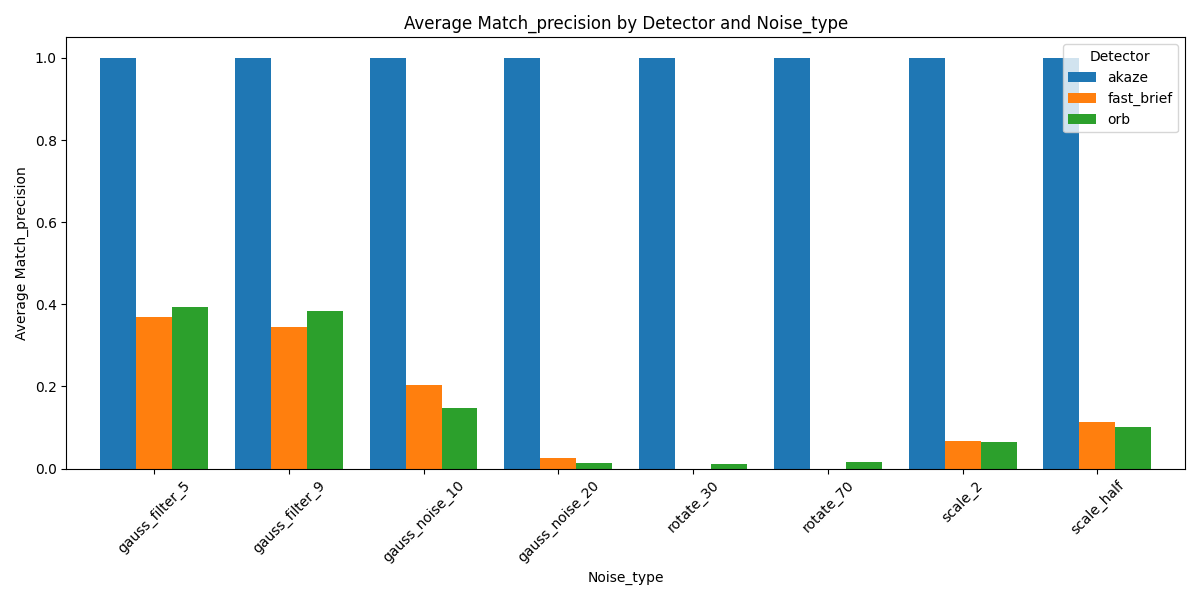 Average Match_precision by Detector and Noise_type
Detector
akaze
fast_brief
orb
Average Match_precision
1.0
0.8
0.6
0.4
0.2
0.0
gauss_filter_5
gauss_filter_9
gauss_noise_10
gauss_noise_20
rotate_30
rotate_70
scale_2
scale_half
Noise_type